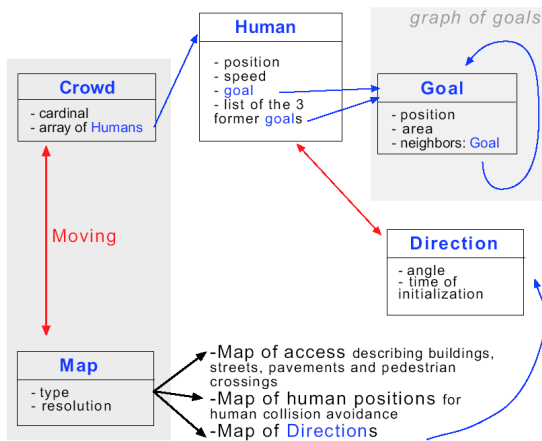 graph of goals
Human
- position
- speed
- goal
- list of the 3
former goals
Crowd
- cardinal
- array of Humans
Goal
- position
- area
- neighbors: Goal
Moving
Direction
- angle
- time of
initialization
Map
- type
- resolution
-Map of access describing buildings,
streets, pavements and pedestrian
crossings
-Map of human positions for
human collision avoidance
-Map of Directions